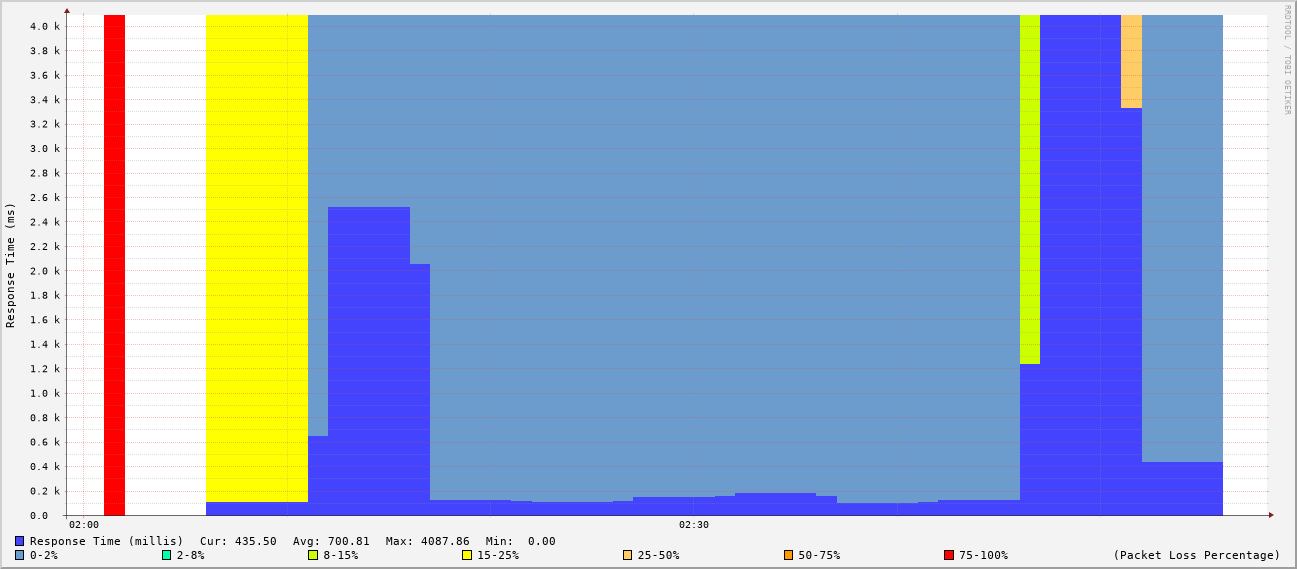 RRDTOOL / TOBI OETIKER
Response Time (ms)
4.0 k
3.8 k
3.6 k
3.4 k
3.2 k
3.0 k
2.8 k
2.6 k
2.4 k
2.2 k
2.0 k
1.8 k
1.6 k
1.4 k
1.2 k
1.0 k
0.8 k
0.6 k
0.4 k
0.2 k
0.0
02:00 02:30
Response Time (millis) Cur: 435.50 Avg: 700.81 Max: 4087.86 Min: 0.00
0-2% 2-8% 8-15% 15-25% 25-50% 50-75% 75-100% (Packet Loss Percentage)